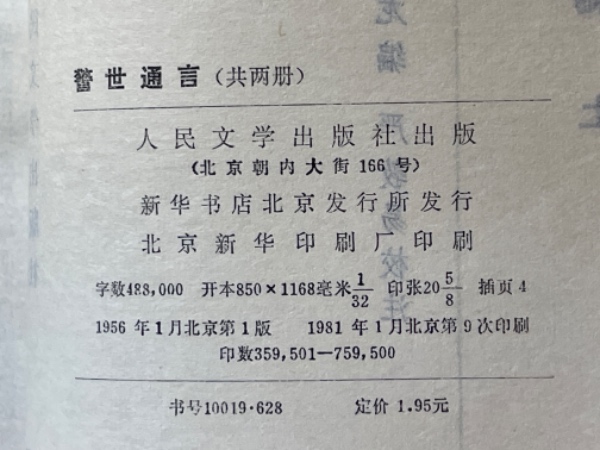 警世通言(共两册)
人民文学出版社出版
(北京朝内大街166号)
新华书店北京发行所发行
北京新华印刷厂印刷
字数488,000 开本850×1168毫米1/32 印张20 5/8 插页4
1956年1月北京第1版 1981年1月北京第9次印刷
印数359,501—759,500
书号10019·628 定价1.95元